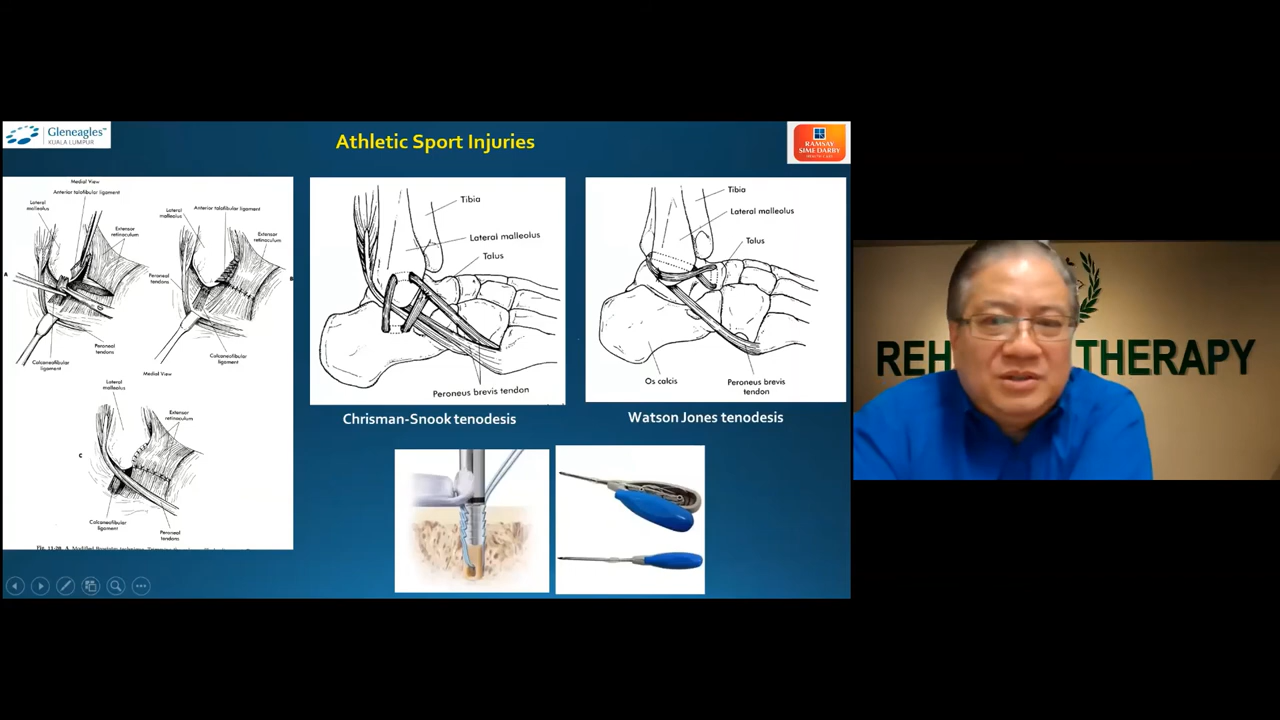 Gleneagles™
KUALA LUMPUR
Athletic Sport Injuries
RAMSAY
SIME DARBY
HEALTH CARE
Medial View
Anterior talofibular ligament
Lateral
malleolus
Extensor
retinaculum
A
Peroneal
tendons
Calcaneofibular
ligament
Lateral
malleolus
Anterior talofibular ligament
Extensor
retinaculum
Peroneal
tendons
B
Calcaneofibular
ligament
Medial View
Lateral
malleolus
Extensor
retinaculum
C
Calcaneofibular
ligament
Peroneal
tendons
Tibia
Lateral malleolus
Talus
Peroneus brevis tendon
Chrisman-Snook tenodesis
Tibia
Lateral malleolus
Talus
Os calcis
Peroneus brevis
tendon
Watson Jones tenodesis
REH THERAPY